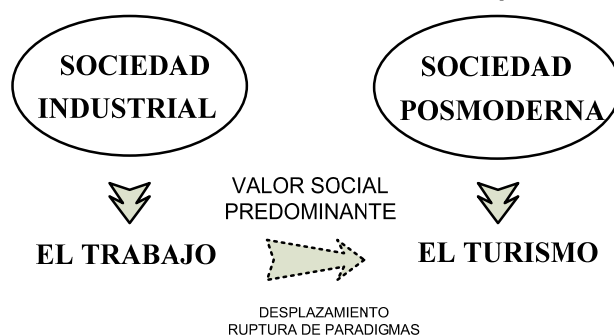 SOCIEDAD
INDUSTRIAL
SOCIEDAD
POSMODERNA
VALOR SOCIAL
PREDOMINANTE
EL TRABAJO
EL TURISMO
DESPLAZAMIENTO
RUPTURA DE PARADIGMAS